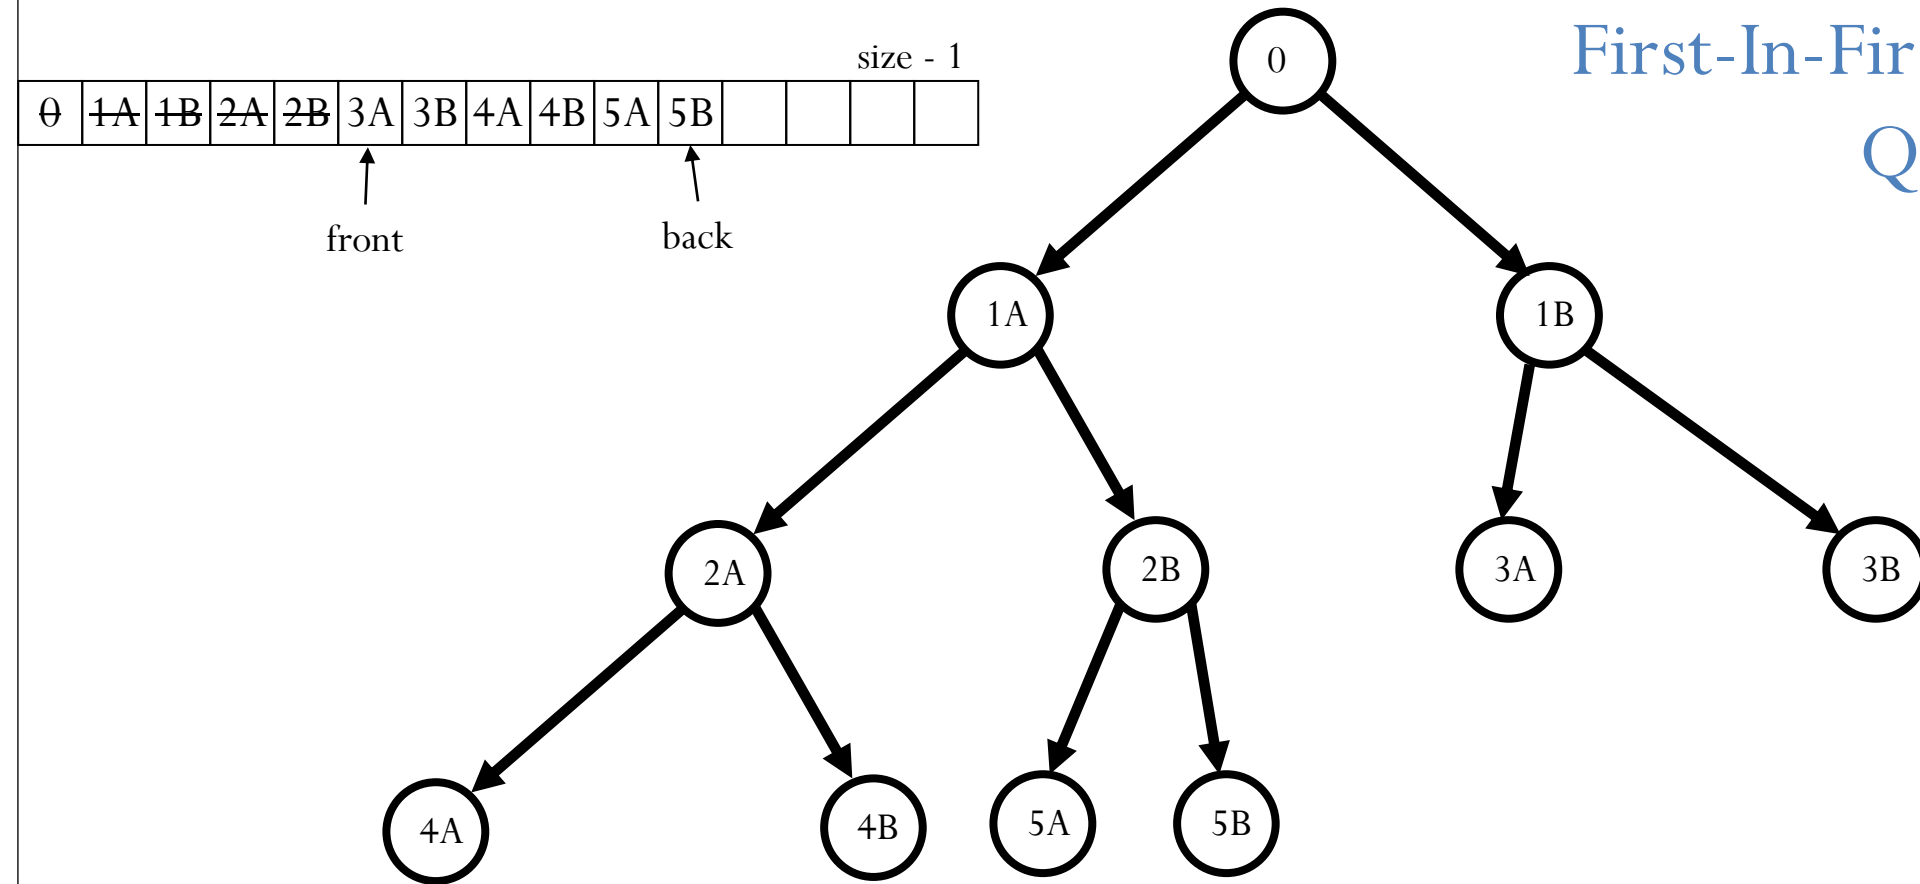 First-In-Fir
Q
size - 1
0 1A 1B 2A 2B 3A 3B 4A 4B 5A 5B
front back
0
1A 1B
2A 2B 3A 3B
4A 4B 5A 5B